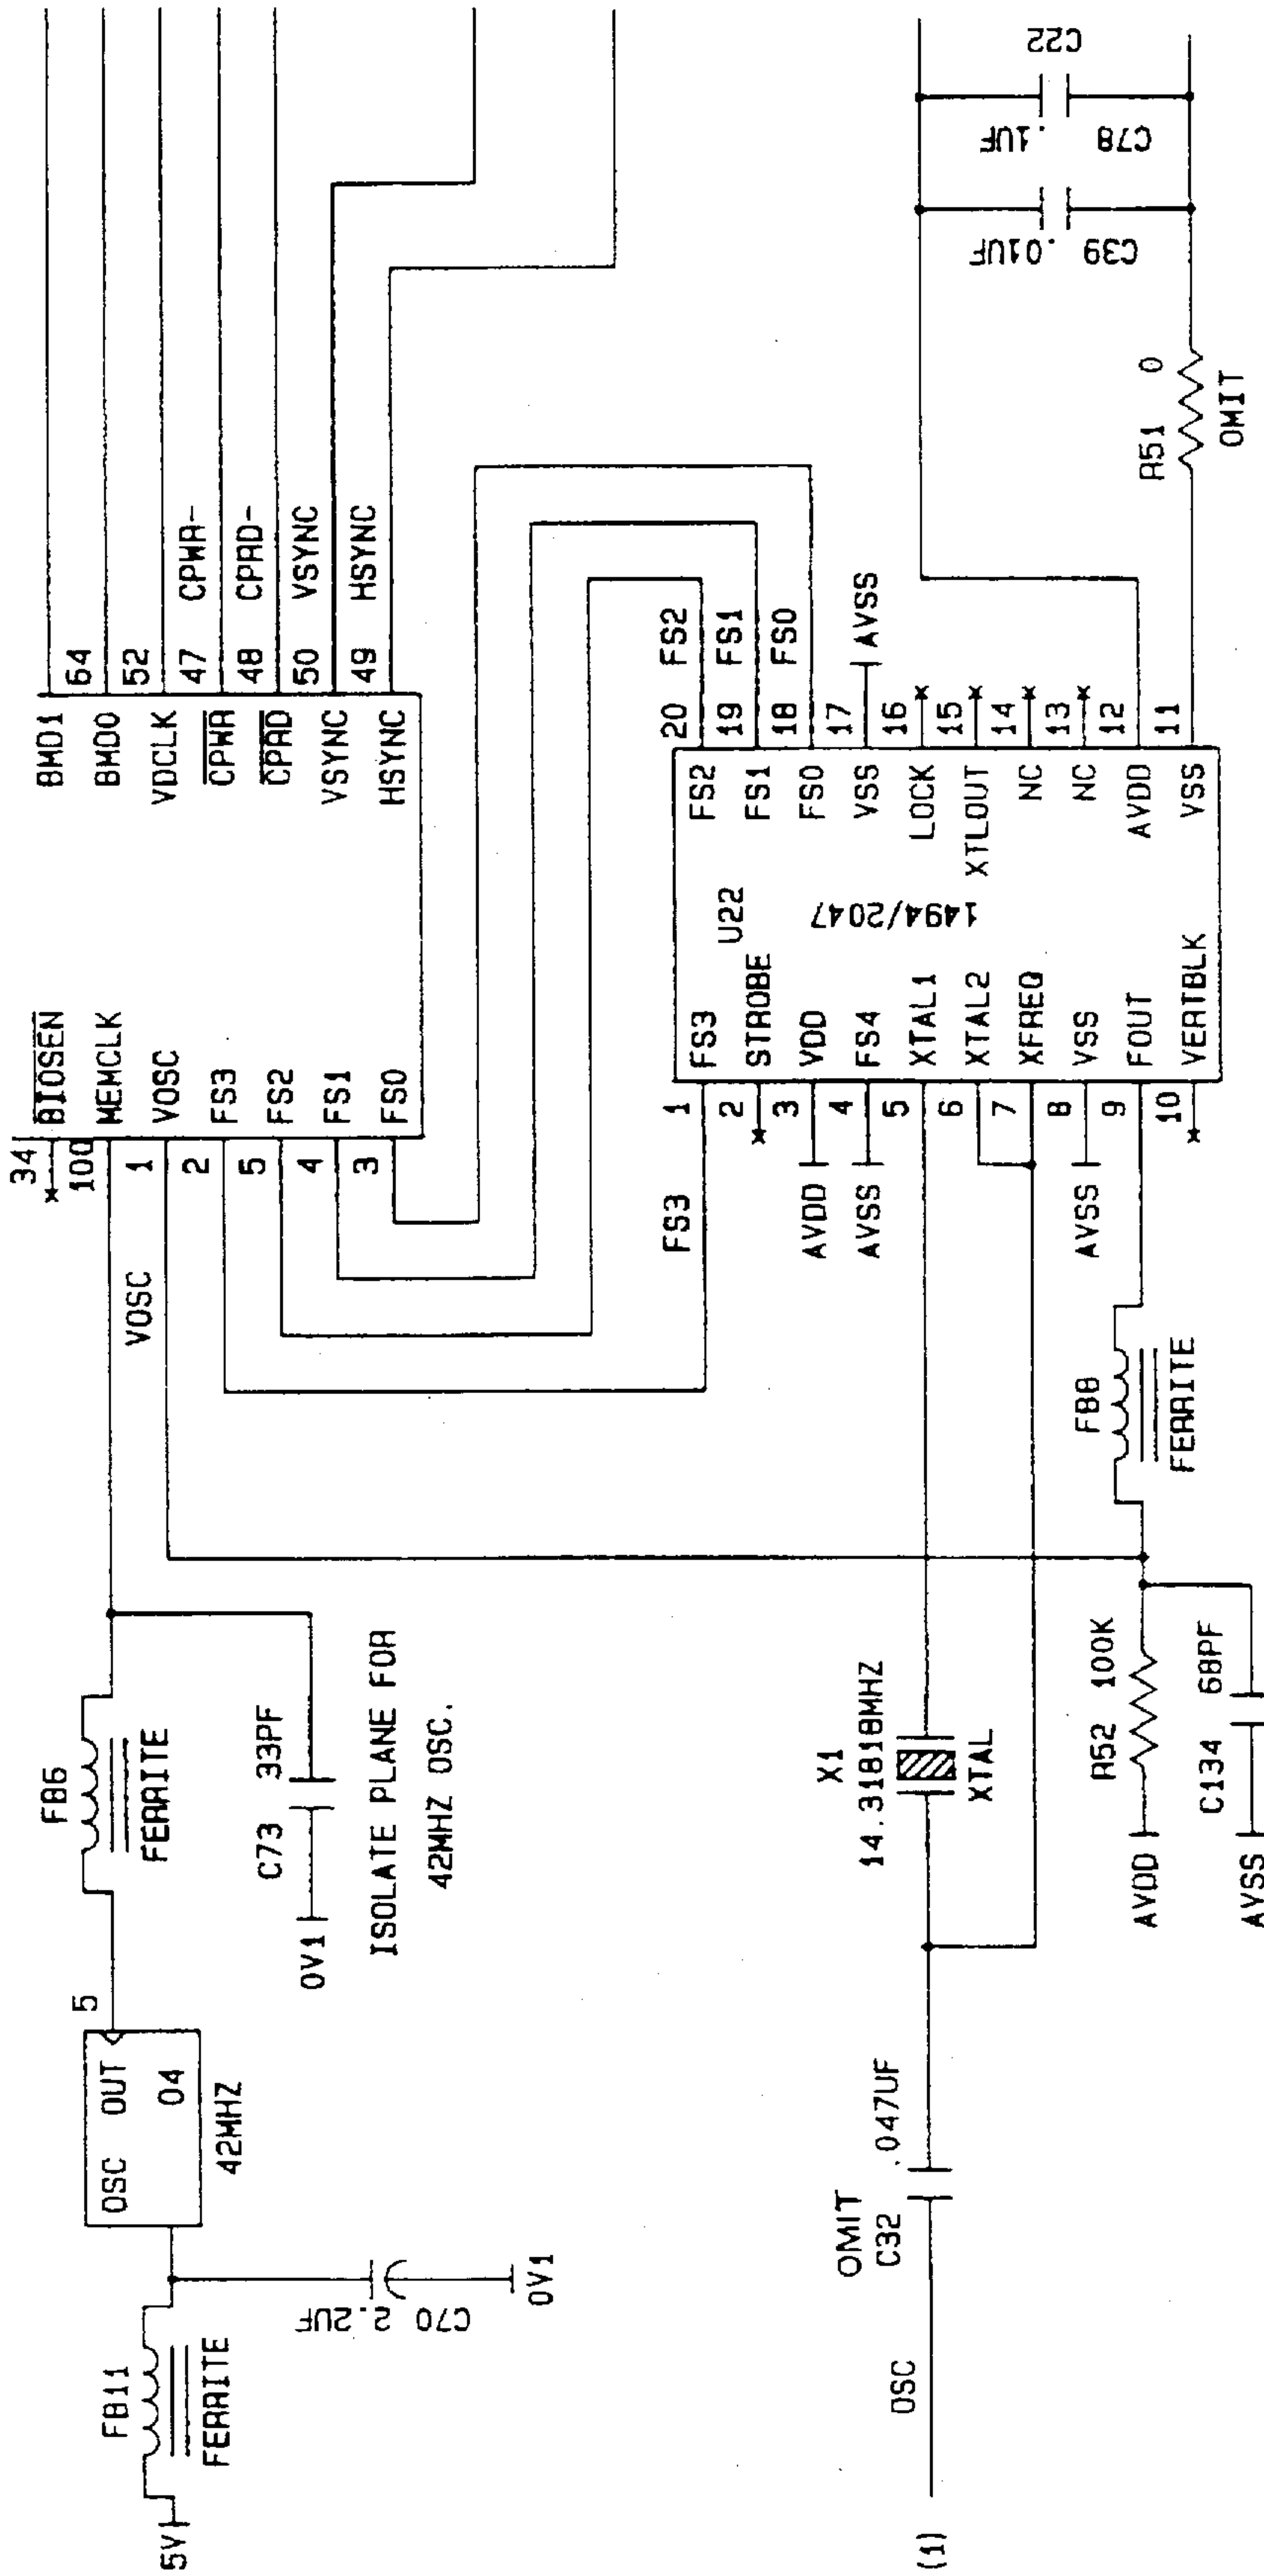 34
BIOSEN
BMD1
100
MEMCLK
BMD0
64
1
VOSC
VDCLK
52
2
FS3
CPWR
47
CPWR-
5
FS2
CPRD
48
CPRD-
4
FS1
VSYNC
50
VSYNC
3
FS0
HSYNC
49
HSYNC
VOSC
5V
FB11
FERRITE
OSC OUT
O4
42MHZ
5
C70 2.2UF
0V1
FB6
FERRITE
C73 33PF
0V1
ISOLATE PLANE FOR
42MHZ OSC.
FS3
1
FS3
FS2
20
FS2
2
STROBE
U22
FS1
19
FS1
AVDD
3
VDD
FS0
18
FS0
AVSS
4
FS4
VSS
17
AVSS
5
XTAL1
LOCK
16
6
XTAL2
XTLOUT
15
7
XFREQ
NC
14
AVSS
8
VSS
NC
13
9
FOUT
AVDD
12
10
VERTBLK
VSS
11
1494/2047
(1)
OSC
OMIT
C32 .047UF
X1
14.31818MHZ
XTAL
FB8
FERRITE
AVDD
R52 100K
AVSS
C134 68PF
R51 0
OMIT
C39 .01UF
C78 .1UF
C22